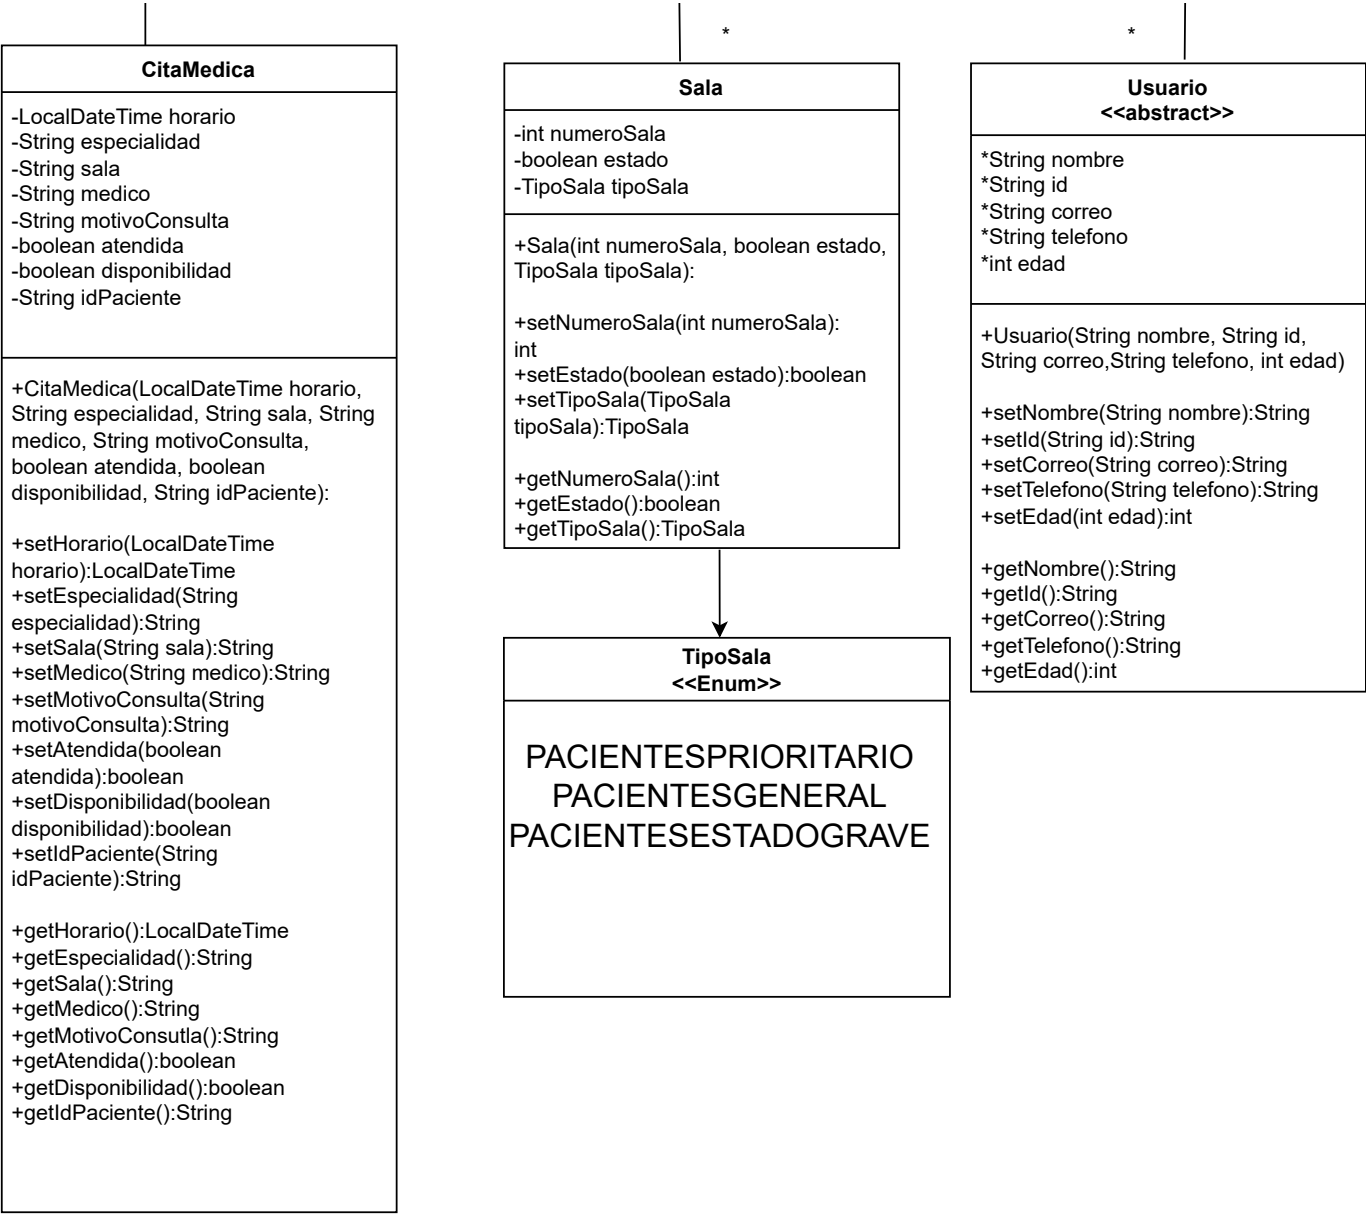 CitaMedica
-LocalDateTime horario
-String especialidad
-String sala
-String medico
-String motivoConsulta
-boolean atendida
-boolean disponibilidad
-String idPaciente
+CitaMedica(LocalDateTime horario,
String especialidad, String sala, String
medico, String motivoConsulta,
boolean atendida, boolean
disponibilidad, String idPaciente):
+setHorario(LocalDateTime
horario):LocalDateTime
+setEspecialidad(String
especialidad):String
+setSala(String sala):String
+setMedico(String medico):String
+setMotivoConsulta(String
motivoConsulta):String
+setAtendida(boolean
atendida):boolean
+setDisponibilidad(boolean
disponibilidad):boolean
+setIdPaciente(String
idPaciente):String
+getHorario():LocalDateTime
+getEspecialidad():String
+getSala():String
+getMedico():String
+getMotivoConsutla():String
+getAtendida():boolean
+getDisponibilidad():boolean
+getIdPaciente():String
*
Sala
-int numeroSala
-boolean estado
-TipoSala tipoSala
+Sala(int numeroSala, boolean estado,
TipoSala tipoSala):
+setNumeroSala(int numeroSala):
int
+setEstado(boolean estado):boolean
+setTipoSala(TipoSala
tipoSala):TipoSala
+getNumeroSala():int
+getEstado():boolean
+getTipoSala():TipoSala
TipoSala
<<Enum>>
PACIENTESPRIORITARIO
PACIENTESGENERAL
PACIENTESESTADOGRAVE
*
Usuario
<<abstract>>
*String nombre
*String id
*String correo
*String telefono
*int edad
+Usuario(String nombre, String id,
String correo,String telefono, int edad)
+setNombre(String nombre):String
+setId(String id):String
+setCorreo(String correo):String
+setTelefono(String telefono):String
+setEdad(int edad):int
+getNombre():String
+getId():String
+getCorreo():String
+getTelefono():String
+getEdad():int